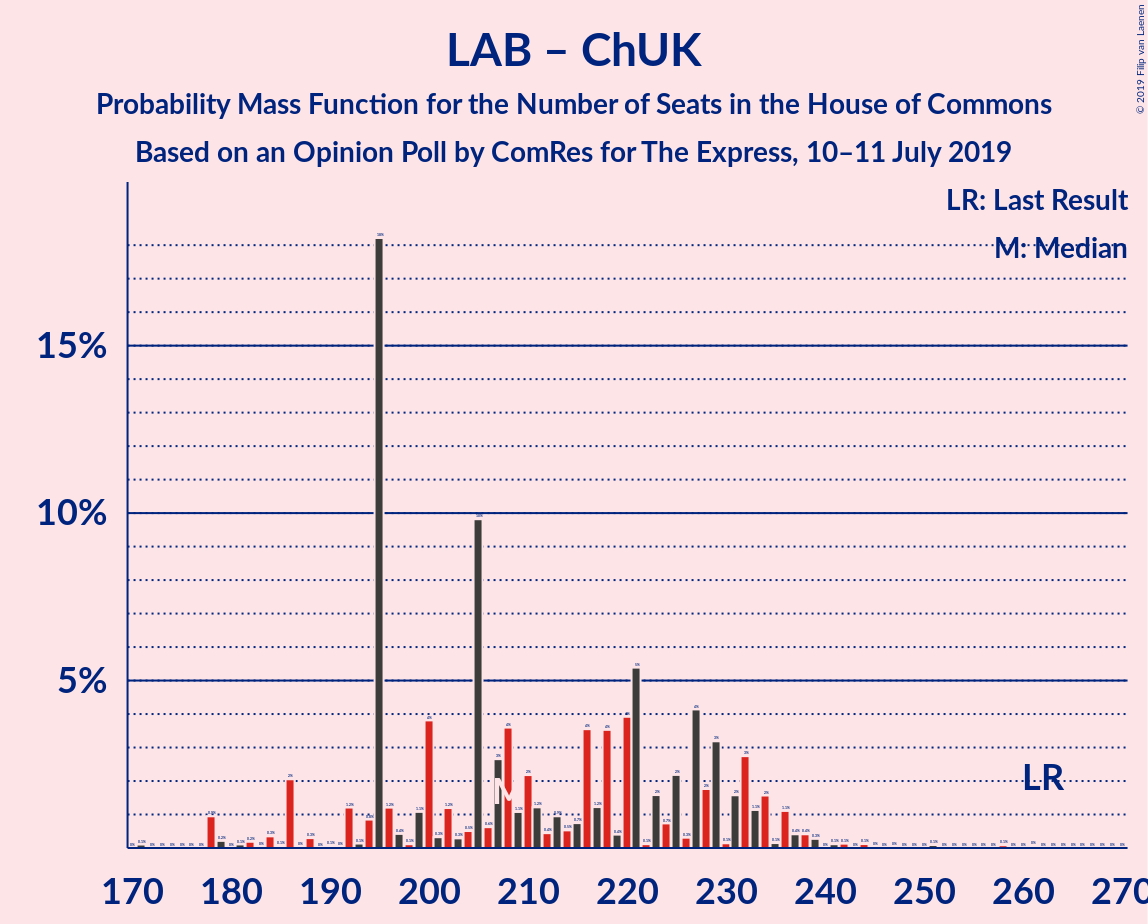 LAB – ChUK
Probability Mass Function for the Number of Seats in the House of Commons
Based on an Opinion Poll by ComRes for The Express, 10–11 July 2019
© 2019 Filip van Laenen
LR: Last Result
M: Median
15%
10%
5%
M
LR
170 180 190 200 210 220 230 240 250 260 270